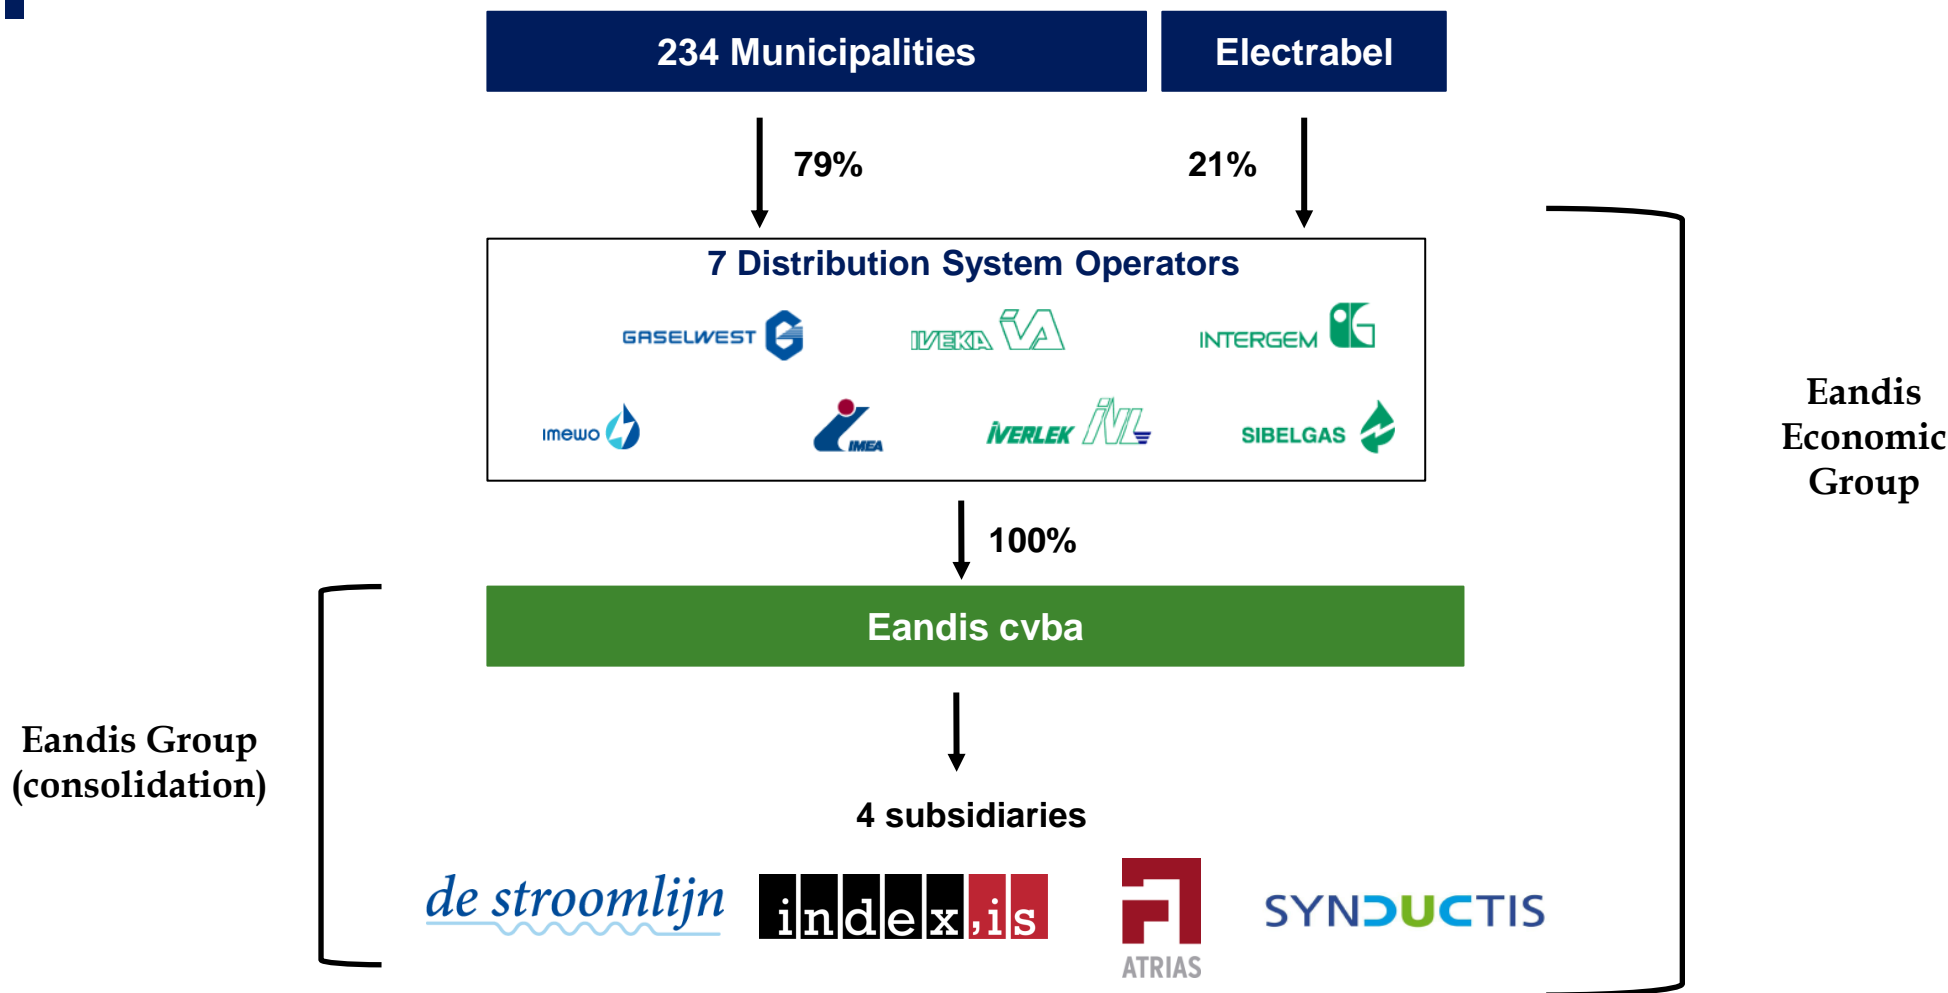 234 Municipalities
Electrabel
79%
21%
7 Distribution System Operators
GASELWEST
IVEKA
INTERGEM
imewo
IMEA
IVERLEK
SIBELGAS
100%
Eandis
Economic
Group
Eandis cvba
Eandis Group
(consolidation)
4 subsidiaries
de stroomlijn
index,is
ATRIAS
SYNDUCTIS